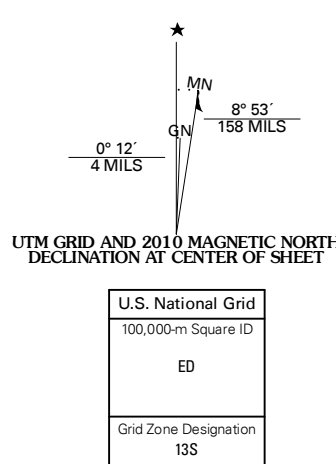 ★
MN
GN
8° 53´
158 MILS
0° 12´
4 MILS
UTM GRID AND 2010 MAGNETIC NORTH
DECLINATION AT CENTER OF SHEET
U.S. National Grid
100,000-m Square ID
ED
Grid Zone Designation
13S